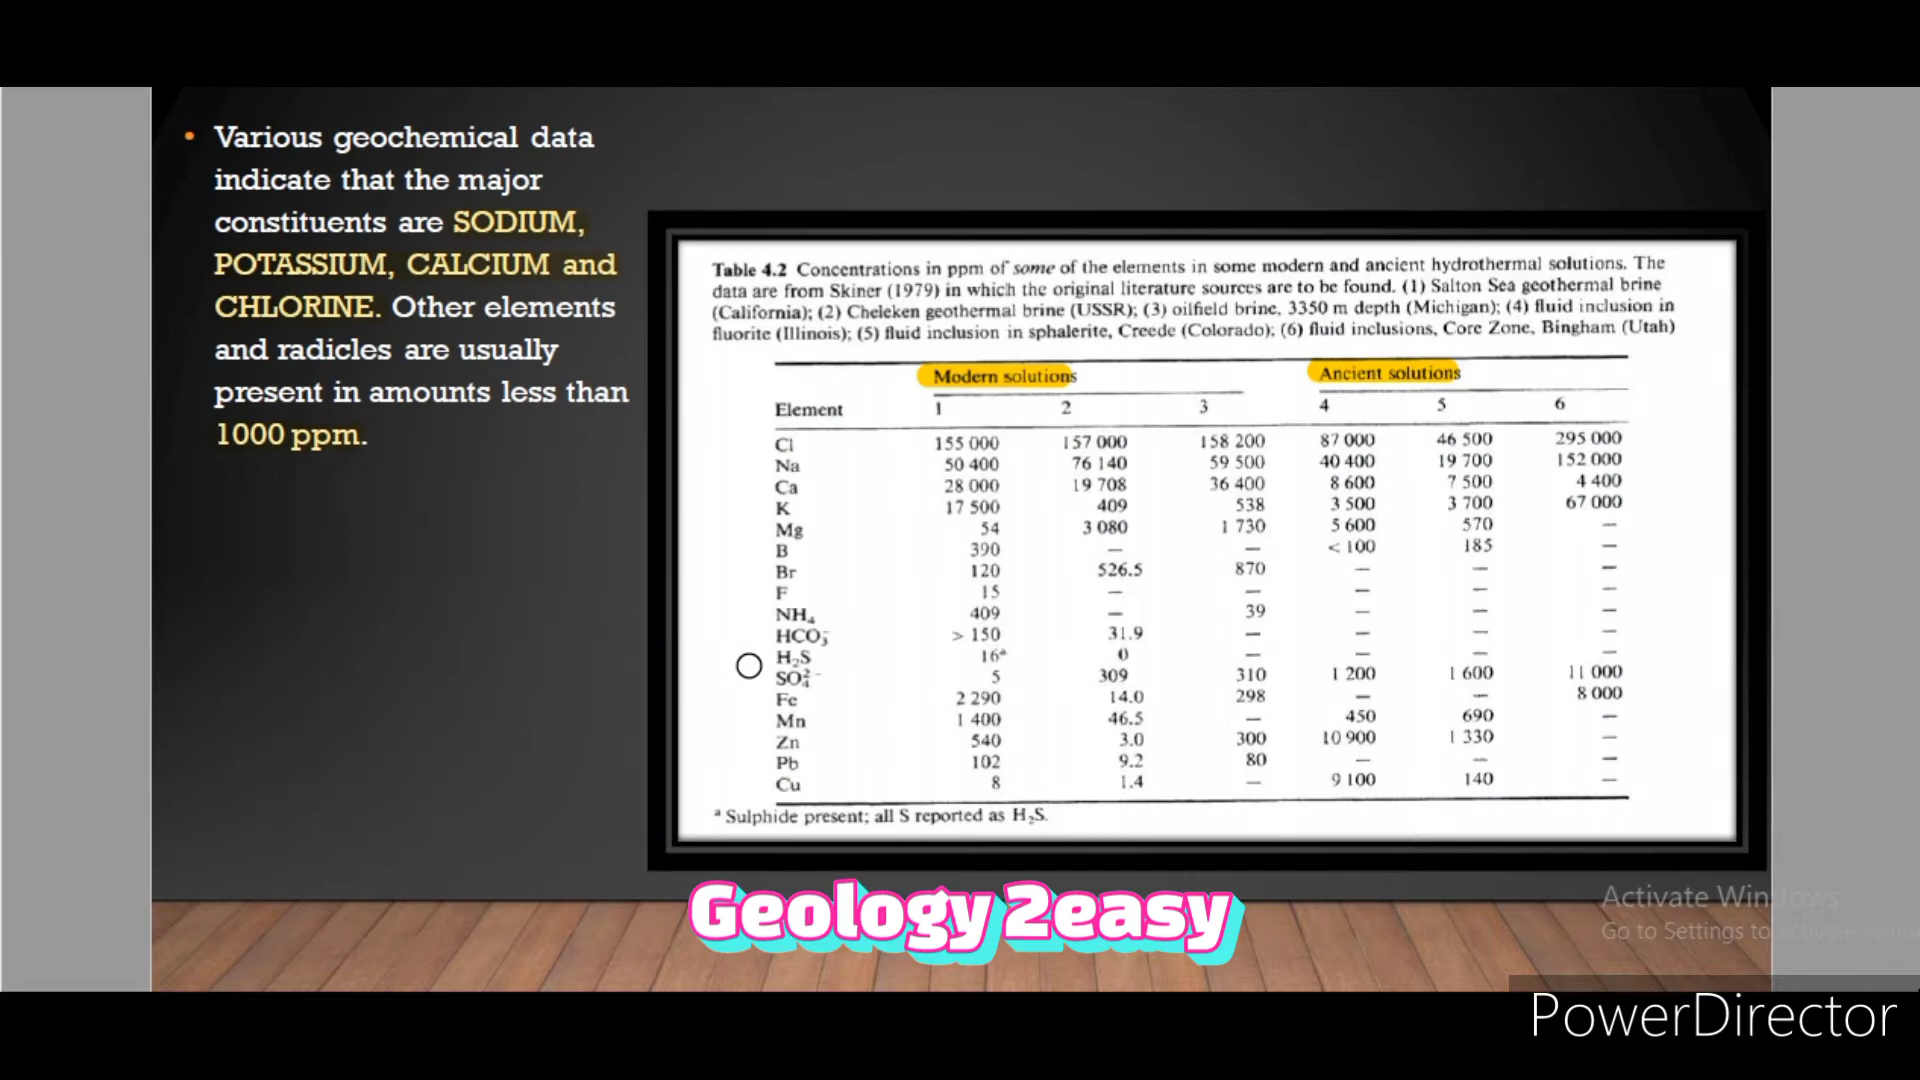 • Various geochemical data
indicate that the major
constituents are SODIUM,
POTASSIUM, CALCIUM and
CHLORINE. Other elements
and radicles are usually
present in amounts less than
1000 ppm.
Table 4.2 Concentrations in ppm of some of the elements in some modern and ancient hydrothermal solutions. The
data are from Skiner (1979) in which the original literature sources are to be found. (1) Salton Sea geothermal brine
(California); (2) Cheleken geothermal brine (USSR); (3) oilfield brine, 3350 m depth (Michigan); (4) fluid inclusion in
fluorite (Illinois); (5) fluid inclusion in sphalerite, Creede (Colorado); (6) fluid inclusions, Core Zone, Bingham (Utah)
Modern solutions Ancient solutions
Element 1 2 3 4 5 6
Cl 155 000 157 000 158 200 87 000 46 500 295 000
Na 50 400 76 140 59 500 40 400 19 700 152 000
Ca 28 000 19 708 36 400 8 600 7 500 4 400
K 17 500 409 538 3 500 3 700 67 000
Mg 54 3 080 1 730 5 600 570 —
B 390 — — < 100 185 —
Br 120 526.5 870 — — —
F 15 — — — — —
NH₄ 409 — 39 — — —
HCO₃⁻ > 150 31.9 — — — —
H₂S 16ᵃ 0 — — — —
SO₄²⁻ 5 309 310 1 200 1 600 11 000
Fe 2 290 14.0 298 — — 8 000
Mn 1 400 46.5 — 450 690 —
Zn 540 3.0 300 10 900 1 330 —
Pb 102 9.2 80 — — —
Cu 8 1.4 — 9 100 140 —
ᵃ Sulphide present; all S reported as H₂S.
Geology 2easy
Activate Windows
Go to Settings to
PowerDirector